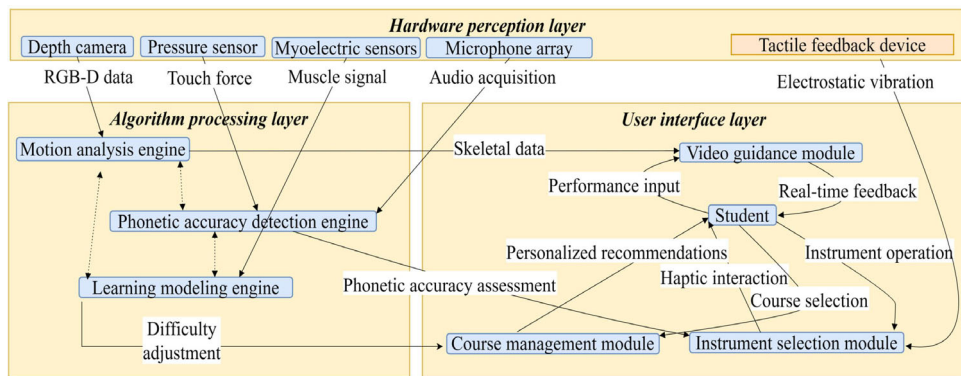 Hardware perception layer
Depth camera
Pressure sensor
Myoelectric sensors
Microphone array
Tactile feedback device
RGB-D data
Touch force
Muscle signal
Audio acquisition
Electrostatic vibration
Algorithm processing layer
User interface layer
Motion analysis engine
Skeletal data
Video guidance module
Performance input
Real-time feedback
Phonetic accuracy detection engine
Student
Personalized recommendations
Instrument operation
Learning modeling engine
Phonetic accuracy assessment
Haptic interaction
Course selection
Difficulty
adjustment
Course management module
Instrument selection module